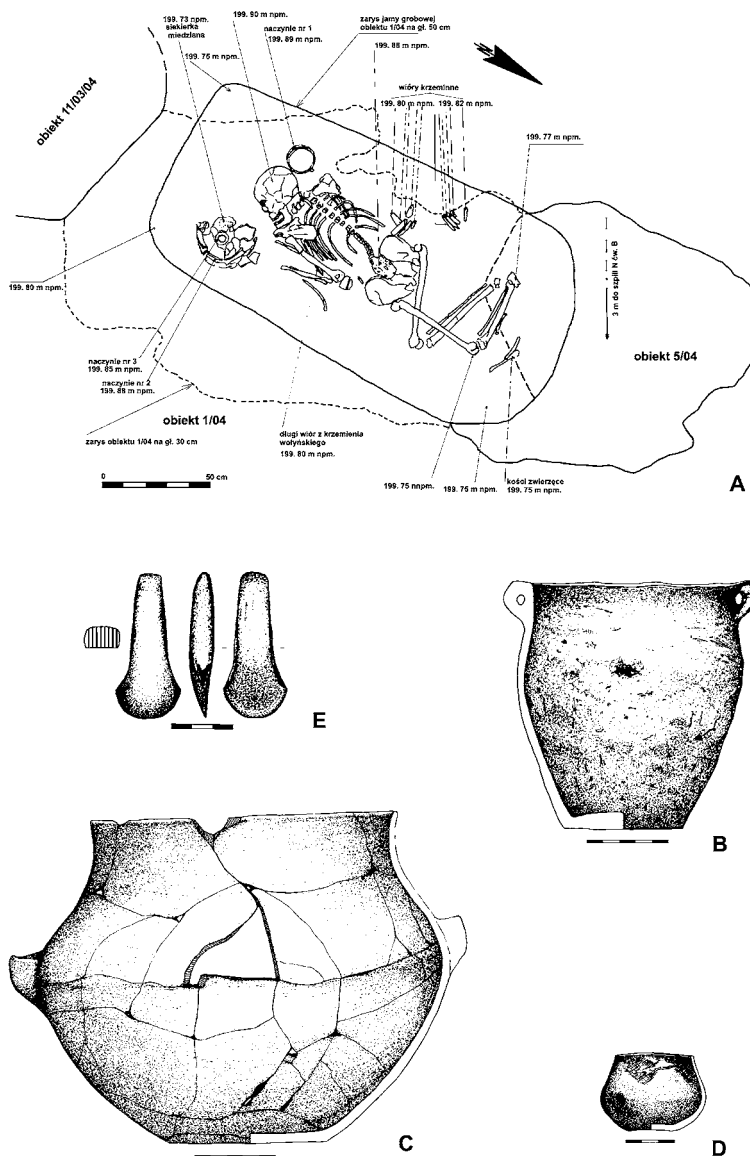 199. 73 m npm.
siekierka
miedziana
199. 90 m npm.
naczynie nr 1
199. 89 m npm.
zarys jamy grobowej
obiektu 1/04 na gł. 50 cm
199. 76 m npm.
199. 88 m npm.
wióry krzeminne
199. 80 m npm. 199. 82 m npm.
199. 77 m npm.
obiekt 11/03/04
3 m do szpili N ćw. B
199. 80 m npm.
obiekt 5/04
naczynie nr 3
199. 85 m npm.
naczynie nr 2
199. 88 m npm.
obiekt 1/04
zarys obiektu 1/04 na gł. 30 cm
długi wiór z krzemienia
wołyńskiego
199. 80 m npm.
199. 75 nnpm.
199. 76 m npm.
kości zwierzęce
199. 75 m npm.
0 50 cm
A
E
B
C
D